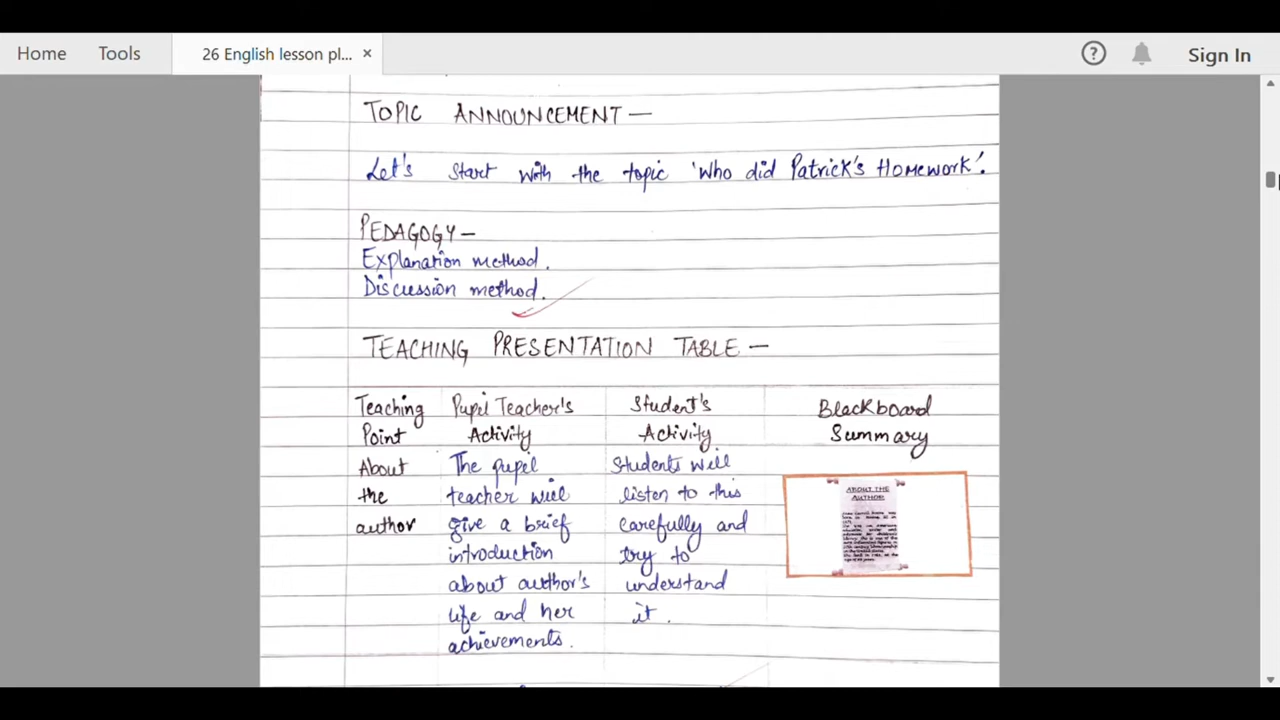 Home Tools 26 English lesson pl... × ? Sign In
TOPIC ANNOUNCEMENT —
Let's start with the topic 'Who did Patrick's Homework'.
PEDAGOGY —
Explanation method.
Discussion method.
TEACHING PRESENTATION TABLE —
Teaching Pupil Teacher's Student's Blackboard
Point Activity Activity Summary
About The pupil Students will
the teacher will listen to this
author give a brief carefully and
introduction try to
about author's understand
life and her it.
achievements.
ABOUT THE
AUTHOR